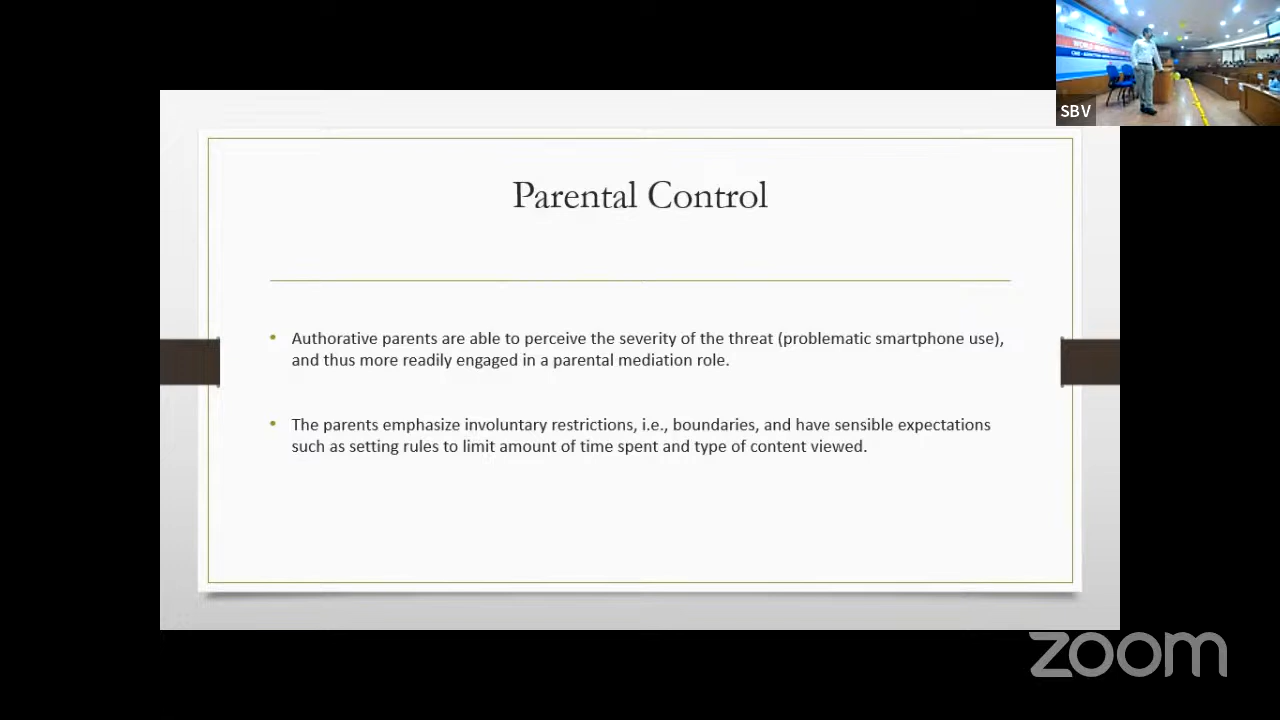 Parental Control
• Authorative parents are able to perceive the severity of the threat (problematic smartphone use),
and thus more readily engaged in a parental mediation role.
• The parents emphasize involuntary restrictions, i.e., boundaries, and have sensible expectations
such as setting rules to limit amount of time spent and type of content viewed.
SBV
zoom